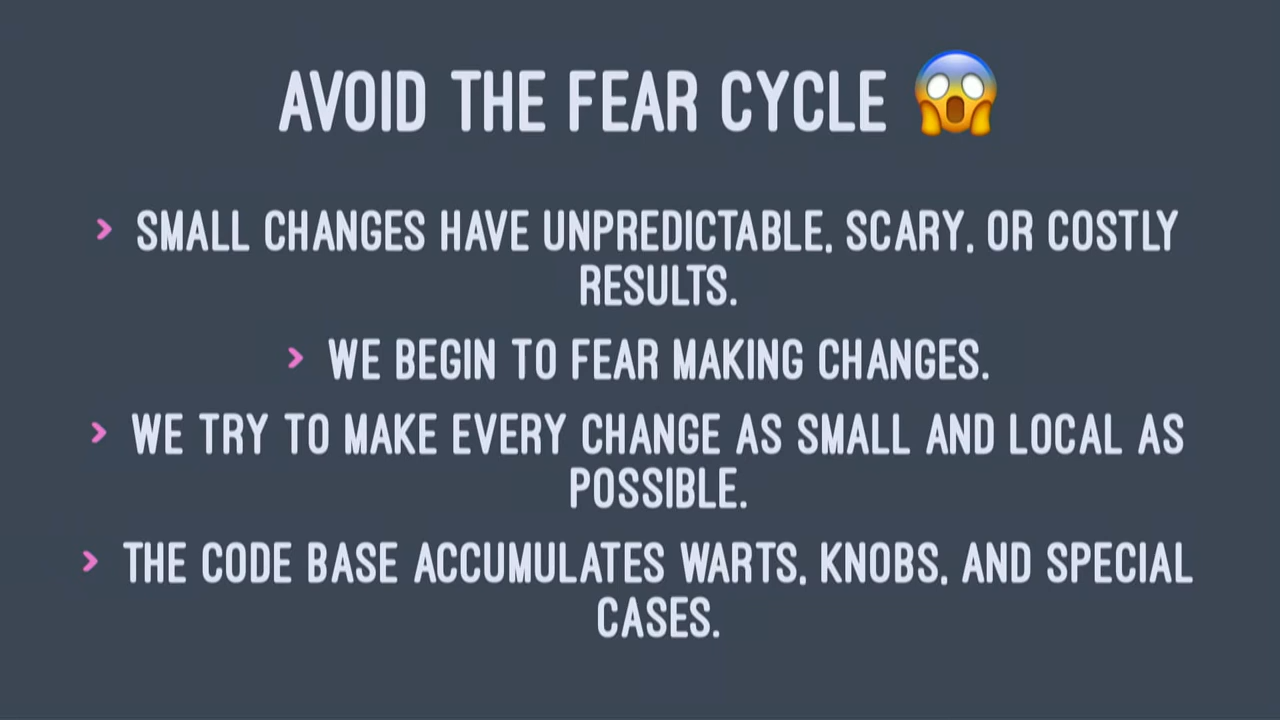 AVOID THE FEAR CYCLE 😱
> SMALL CHANGES HAVE UNPREDICTABLE, SCARY, OR COSTLY
RESULTS.
> WE BEGIN TO FEAR MAKING CHANGES.
> WE TRY TO MAKE EVERY CHANGE AS SMALL AND LOCAL AS
POSSIBLE.
> THE CODE BASE ACCUMULATES WARTS, KNOBS, AND SPECIAL
CASES.